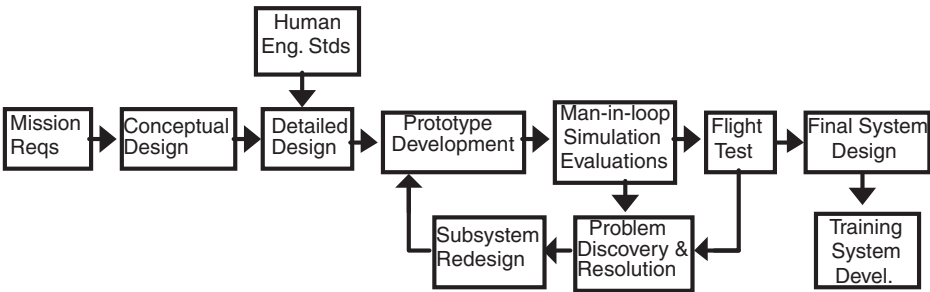 Human
Eng. Stds
Mission
Reqs
Conceptual
Design
Detailed
Design
Prototype
Development
Man-in-loop
Simulation
Evaluations
Flight
Test
Final System
Design
Subsystem
Redesign
Problem
Discovery &
Resolution
Training
System
Devel.